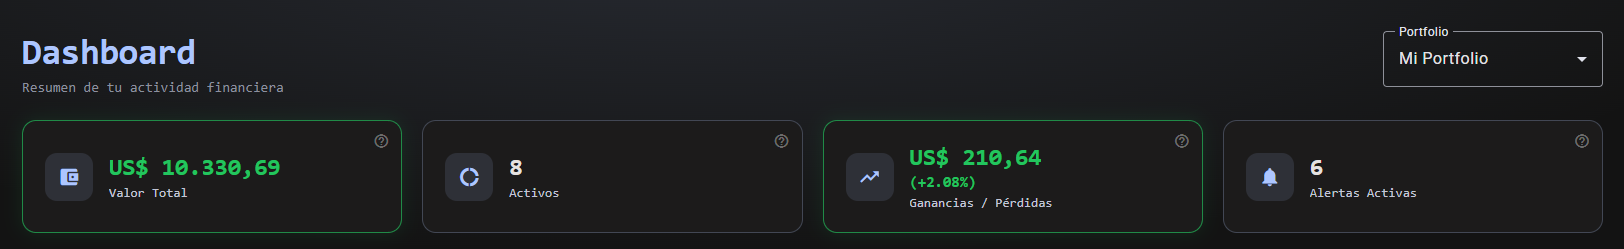 Dashboard
Resumen de tu actividad financiera
Portfolio
Mi Portfolio
US$ 10.330,69
Valor Total
8
Activos
US$ 210,64
(+2.08%)
Ganancias / Pérdidas
6
Alertas Activas